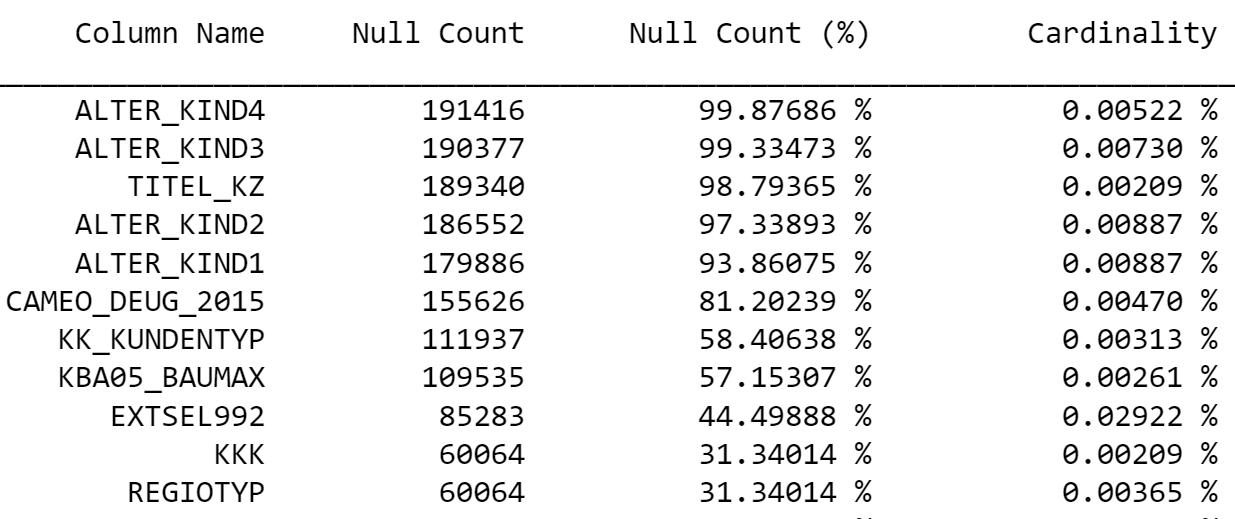 Column Name Null Count Null Count (%) Cardinality
ALTER_KIND4 191416 99.87686 % 0.00522 %
ALTER_KIND3 190377 99.33473 % 0.00730 %
TITEL_KZ 189340 98.79365 % 0.00209 %
ALTER_KIND2 186552 97.33893 % 0.00887 %
ALTER_KIND1 179886 93.86075 % 0.00887 %
CAMEO_DEUG_2015 155626 81.20239 % 0.00470 %
KK_KUNDENTYP 111937 58.40638 % 0.00313 %
KBA05_BAUMAX 109535 57.15307 % 0.00261 %
EXTSEL992 85283 44.49888 % 0.02922 %
KKK 60064 31.34014 % 0.00209 %
REGIOTYP 60064 31.34014 % 0.00365 %